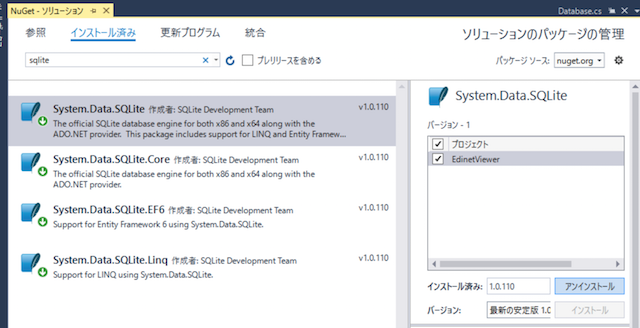 NuGet - ソリューション
Database.cs
参照 インストール済み 更新プログラム 統合
ソリューションのパッケージの管理
sqlite
プレリリースを含める
パッケージ ソース: nuget.org
System.Data.SQLite 作成者: SQLite Development Team v1.0.110
The official SQLite database engine for both x86 and x64 along with the
ADO.NET provider. This package includes support for LINQ and Entity Framew...
System.Data.SQLite.Core 作成者: SQLite Development Team v1.0.110
The official SQLite database engine for both x86 and x64 along with the
ADO.NET provider.
System.Data.SQLite.EF6 作成者: SQLite Development Team v1.0.110
Support for Entity Framework 6 using System.Data.SQLite.
System.Data.SQLite.Linq 作成者: SQLite Development Team v1.0.110
Support for LINQ using System.Data.SQLite.
System.Data.SQLite
バージョン - 1
プロジェクト
EdinetViewer
インストール済み: 1.0.110 アンインストール
バージョン: 最新の安定版 1.0 インストール